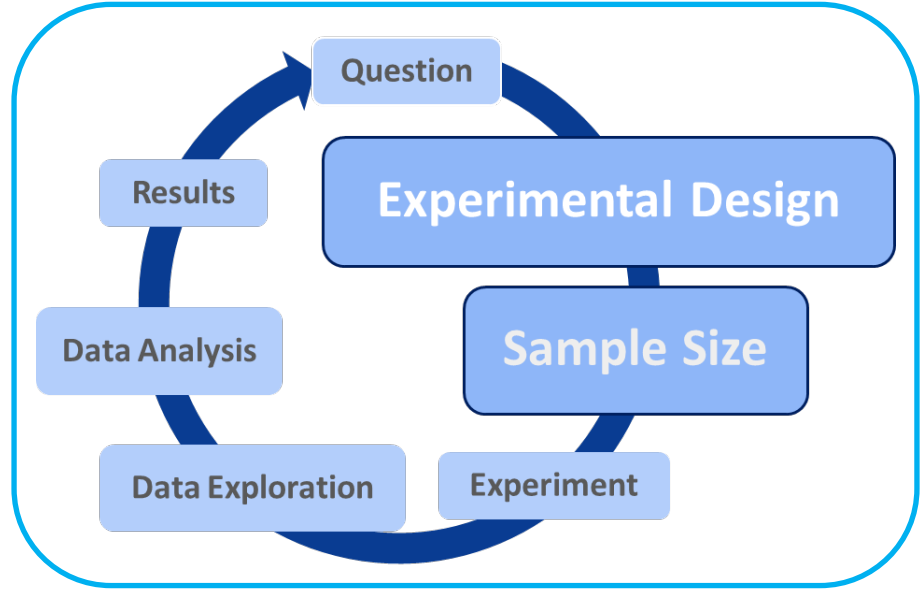 Question
Experimental Design
Sample Size
Experiment
Data Exploration
Data Analysis
Results